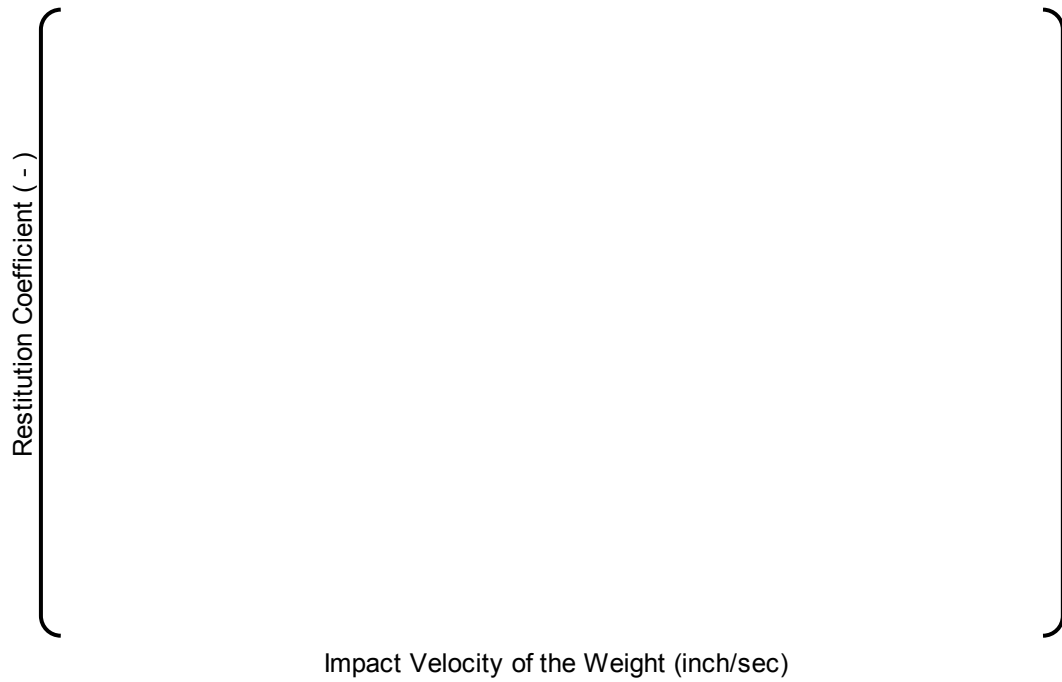 Restitution Coefficient ( - )
Impact Velocity of the Weight (inch/sec)